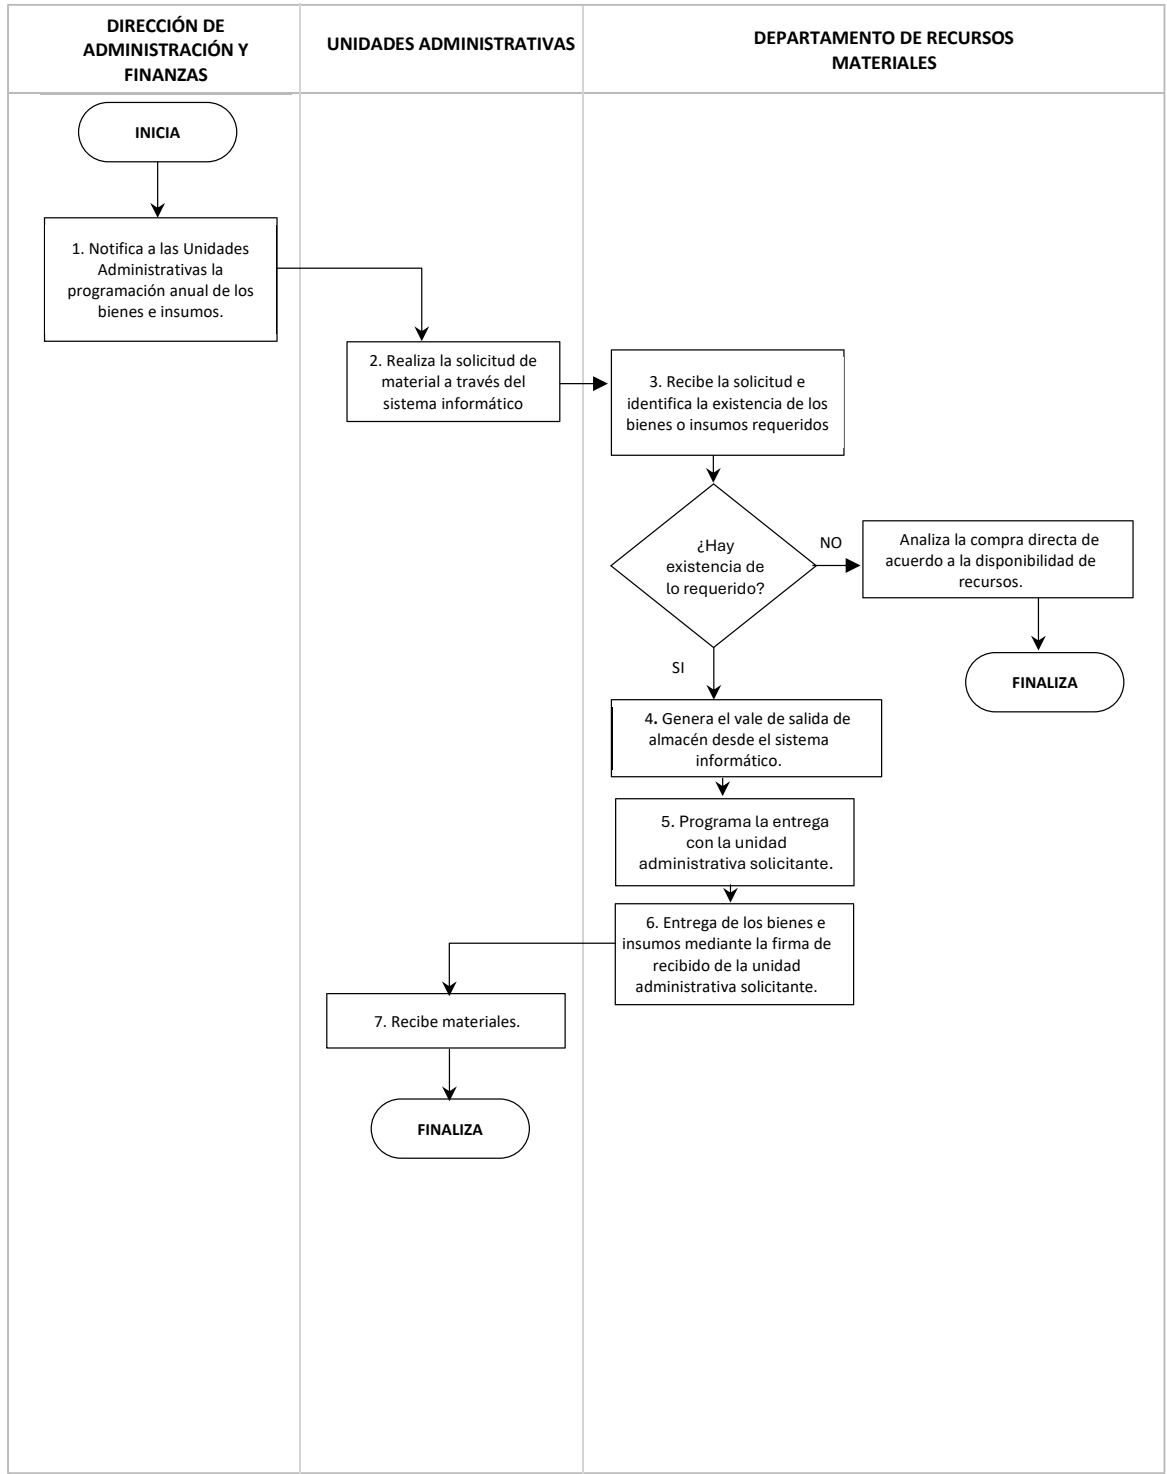 DIRECCIÓN DE
ADMINISTRACIÓN Y
FINANZAS
UNIDADES ADMINISTRATIVAS
DEPARTAMENTO DE RECURSOS
MATERIALES
INICIA
1. Notifica a las Unidades
Administrativas la
programación anual de los
bienes e insumos.
2. Realiza la solicitud de
material a través del
sistema informático
3. Recibe la solicitud e
identifica la existencia de los
bienes o insumos requeridos
¿Hay
existencia de
lo requerido?
NO
Analiza la compra directa de
acuerdo a la disponibilidad de
recursos.
FINALIZA
SI
4. Genera el vale de salida de
almacén desde el sistema
informático.
5. Programa la entrega
con la unidad
administrativa solicitante.
6. Entrega de los bienes e
insumos mediante la firma de
recibido de la unidad
administrativa solicitante.
7. Recibe materiales.
FINALIZA